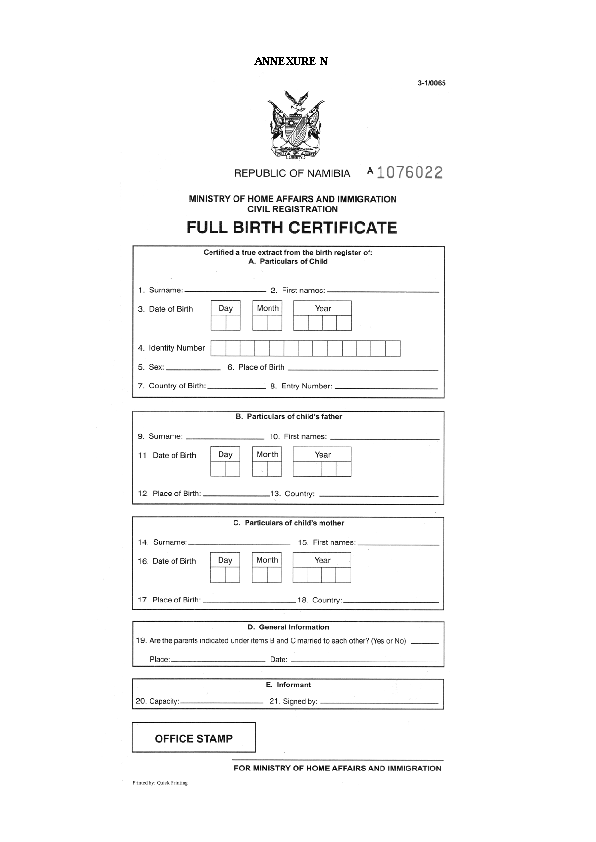 ANNEXURE N
3-1/0065
REPUBLIC OF NAMIBIA A 1076022
MINISTRY OF HOME AFFAIRS AND IMMIGRATION
CIVIL REGISTRATION
FULL BIRTH CERTIFICATE
Certified a true extract from the birth register of:
A. Particulars of Child
1. Surname: 2. First names:
3. Date of Birth Day Month Year
4. Identity Number
5. Sex: 6. Place of Birth
7. Country of Birth: 8. Entry Number:
B. Particulars of child's father
9. Surname: 10. First names:
11 Date of Birth Day Month Year
12 Place of Birth: 13. Country:
C. Particulars of child's mother
14. Surname: 15. First names:
16. Date of Birth Day Month Year
17. Place of Birth: 18. Country:
D. General Information
19. Are the parents indicated under items B and C married to each other? (Yes or No)
Place: Date:
E. Informant
20. Capacity: 21. Signed by:
OFFICE STAMP
FOR MINISTRY OF HOME AFFAIRS AND IMMIGRATION
Printed by: Quick Printing